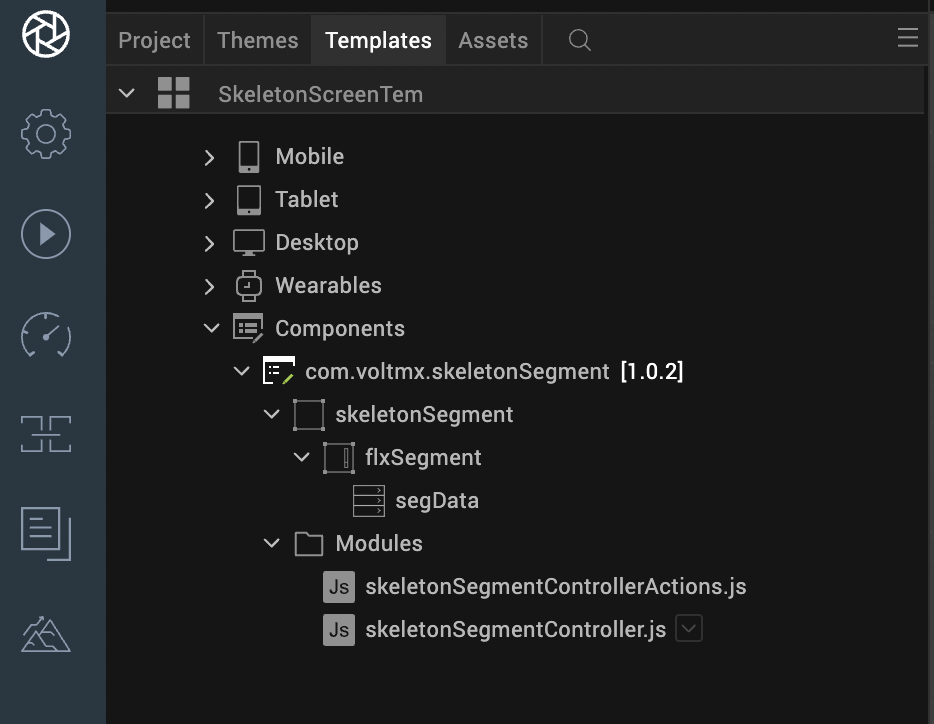 Project Themes Templates Assets
SkeletonScreenTem
Mobile
Tablet
Desktop
Wearables
Components
com.voltmx.skeletonSegment [1.0.2]
skeletonSegment
flxSegment
segData
Modules
Js skeletonSegmentControllerActions.js
Js skeletonSegmentController.js